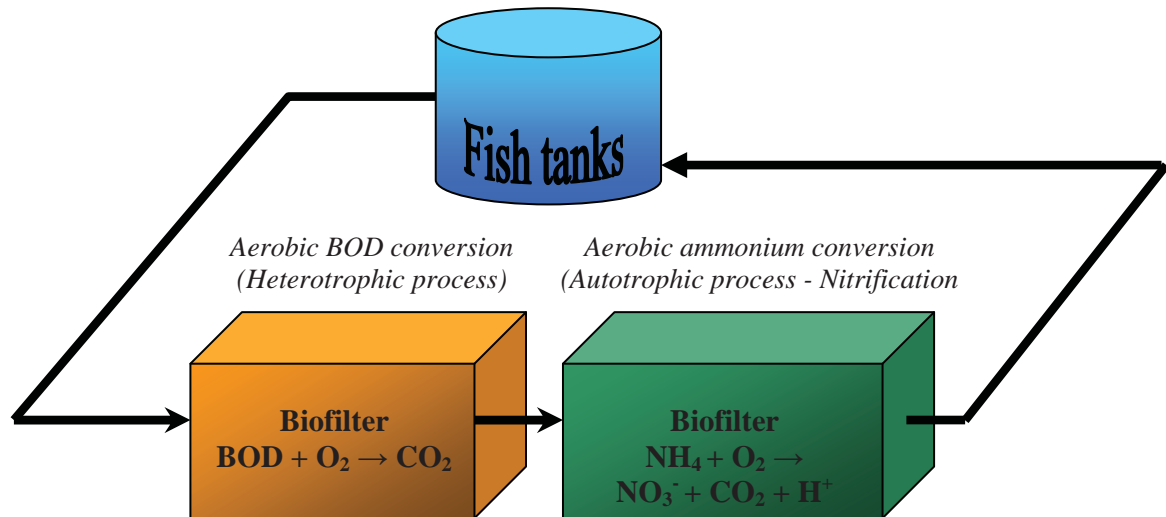 Fish tanks
Aerobic BOD conversion
(Heterotrophic process)
Aerobic ammonium conversion
(Autotrophic process - Nitrification
Biofilter
BOD + O₂ → CO₂
Biofilter
NH₄ + O₂ →
NO₃⁻ + CO₂ + H⁺